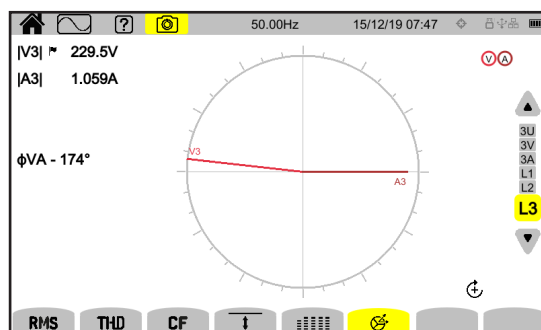 ?
50.00Hz
15/12/19 07:47
|V3| 229.5V
|A3| 1.059A
ϕVA - 174°
V3
A3
V A
3U
3V
3A
L1
L2
L3
RMS THD CF